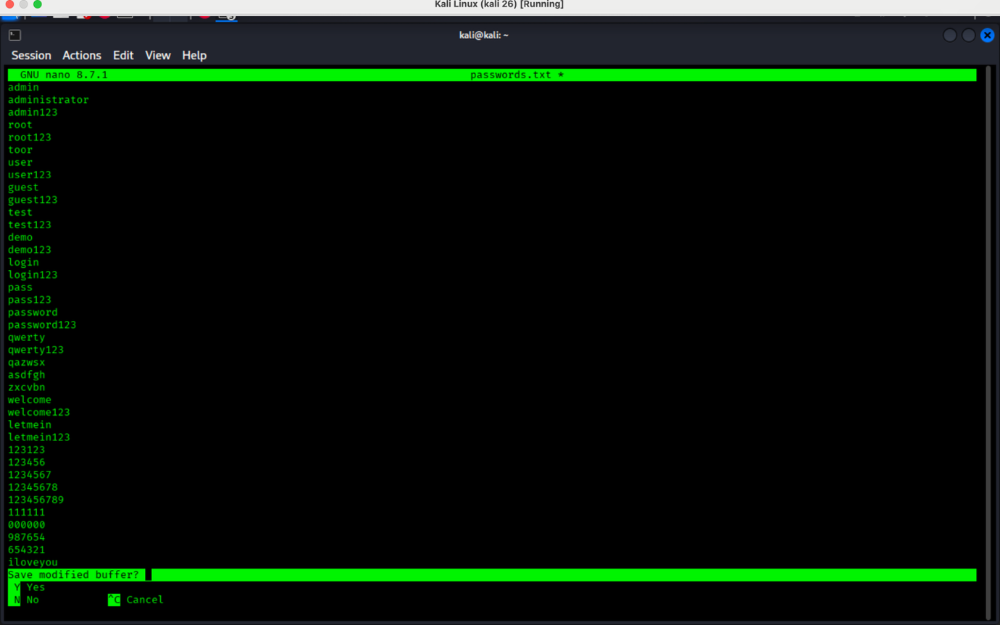 Kali Linux (kali 26) [Running]
kali@kali: ~
Session Actions Edit View Help
GNU nano 8.7.1 passwords.txt *
admin
administrator
admin123
root
root123
toor
user
user123
guest
guest123
test
test123
demo
demo123
login
login123
pass
pass123
password
password123
qwerty
qwerty123
qazwsx
asdfgh
zxcvbn
welcome
welcome123
letmein
letmein123
123123
123456
1234567
12345678
123456789
111111
000000
987654
654321
iloveyou
Save modified buffer?
Y Yes
N No ^C Cancel